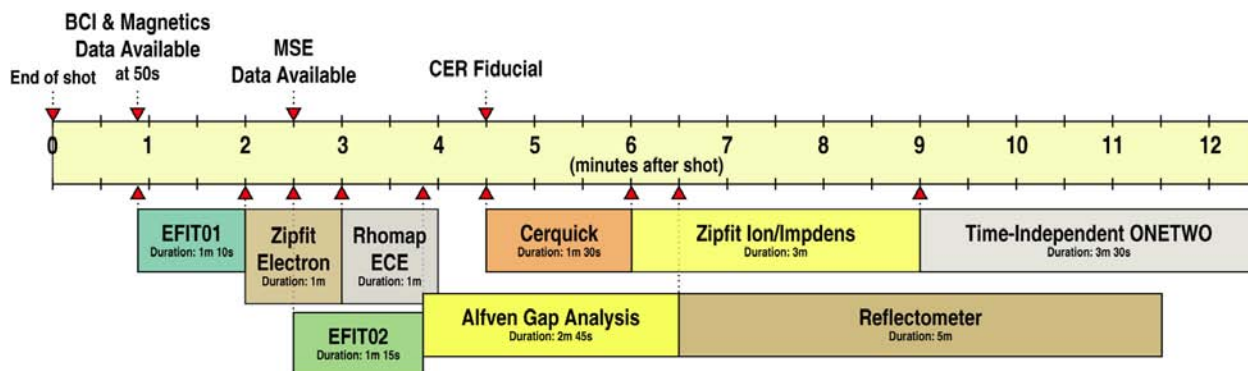 BCI & Magnetics
Data Available
at 50s
End of shot
MSE
Data Available
CER Fiducial
0 1 2 3 4 5 6 7 8 9 10 11 12
(minutes after shot)
EFIT01
Duration: 1m 10s
Zipfit
Electron
Duration: 1m
Rhomap
ECE
Duration: 1m
Cerquick
Duration: 1m 30s
Zipfit Ion/Impdens
Duration: 3m
Time-Independent ONETWO
Duration: 3m 30s
EFIT02
Duration: 1m 15s
Alfven Gap Analysis
Duration: 2m 45s
Reflectometer
Duration: 5m